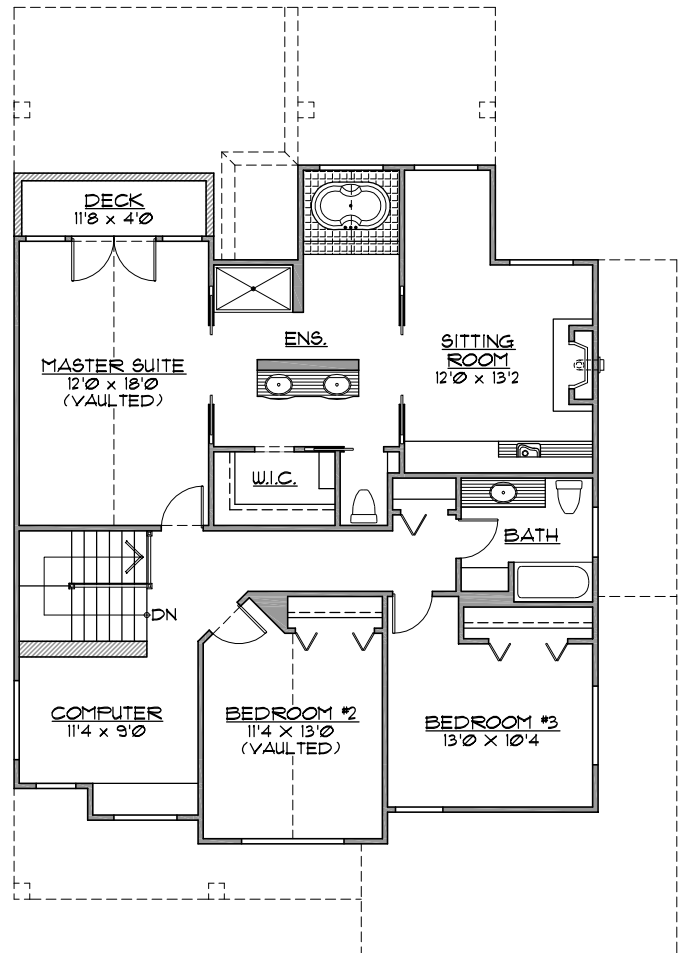 DECK
11'8 x 4'0
ENS.
SITTING
ROOM
12'0 x 13'2
MASTER SUITE
12'0 x 18'0
(VAULTED)
W.I.C.
BATH
DN
COMPUTER
11'4 x 9'0
BEDROOM #2
11'4 X 13'0
(VAULTED)
BEDROOM #3
13'0 X 10'4